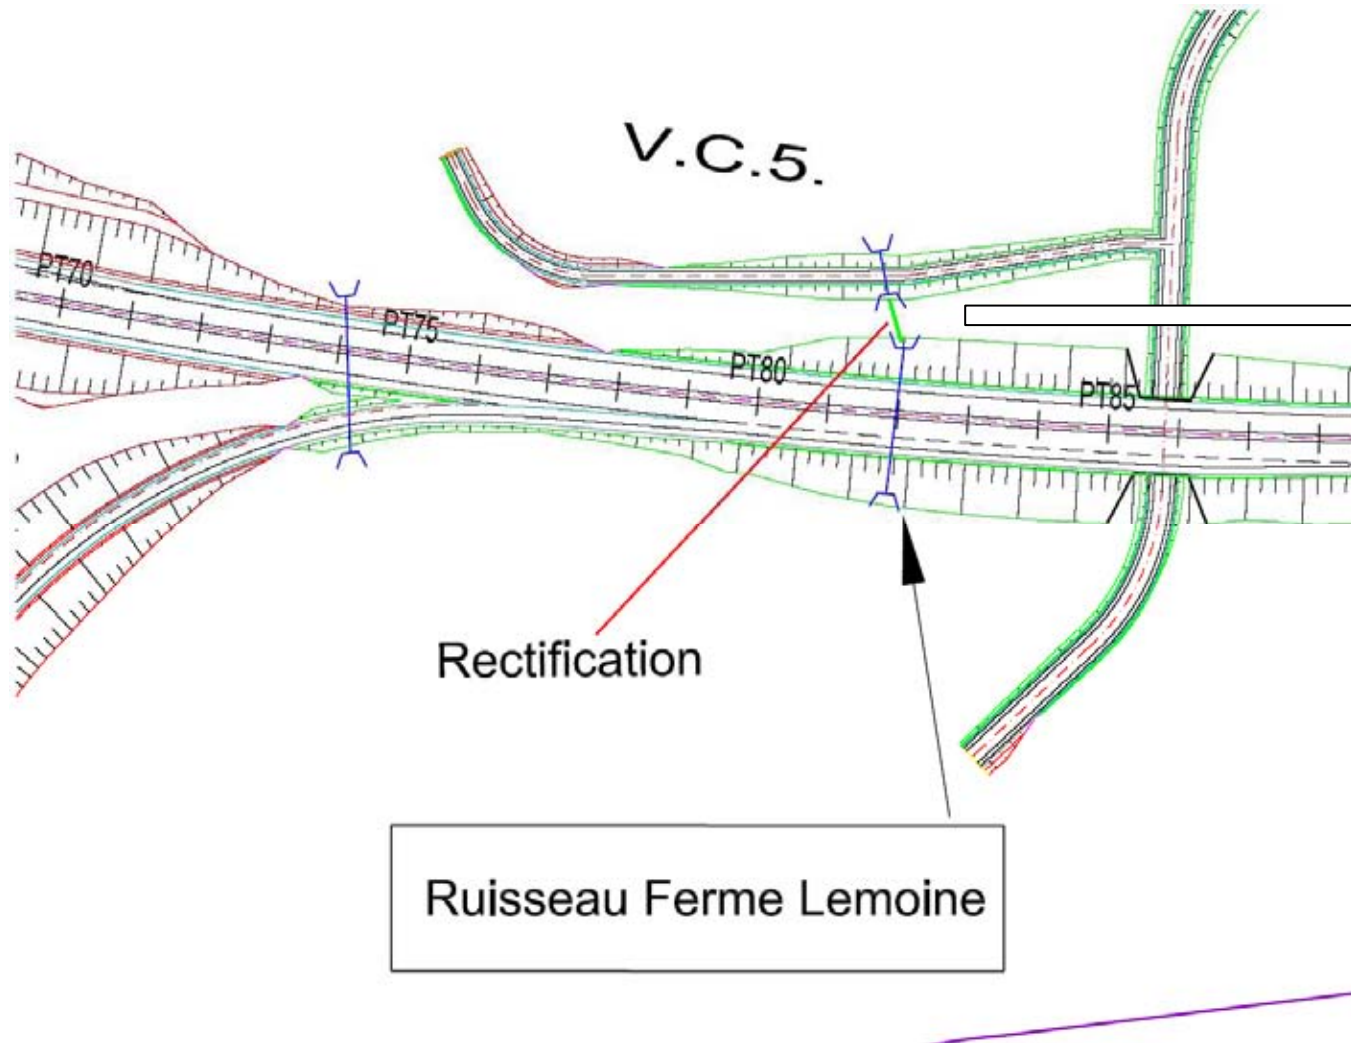 V.C.5.
PT70
PT75
PT80
PT85
Rectification
Ruisseau Ferme Lemoine